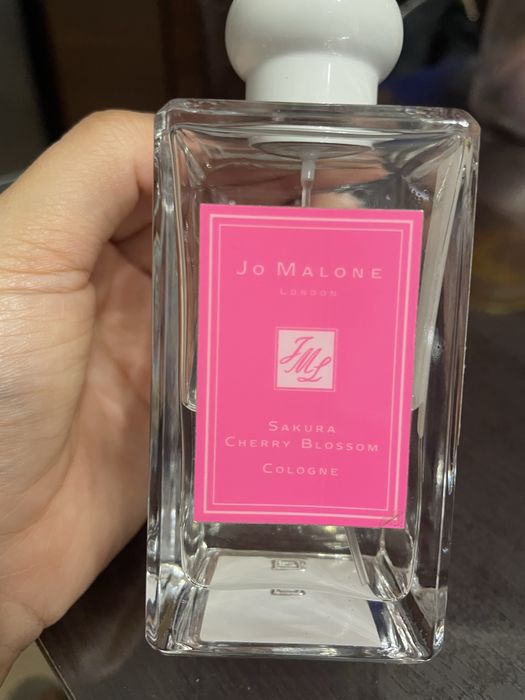 JO MALONE
LONDON
JML
SAKURA
CHERRY BLOSSOM
COLOGNE